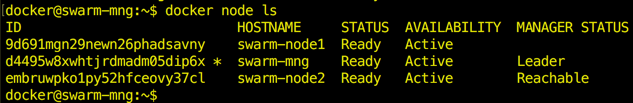 docker@swarm-mng:~$ docker node ls
ID HOSTNAME STATUS AVAILABILITY MANAGER STATUS
9d691mgn29newn26phadsavny swarm-node1 Ready Active
d4495w8xwhtjrdmadm05dip6x * swarm-mng Ready Active Leader
embruwpko1py52hfceovy37cl swarm-node2 Ready Active Reachable
docker@swarm-mng:~$